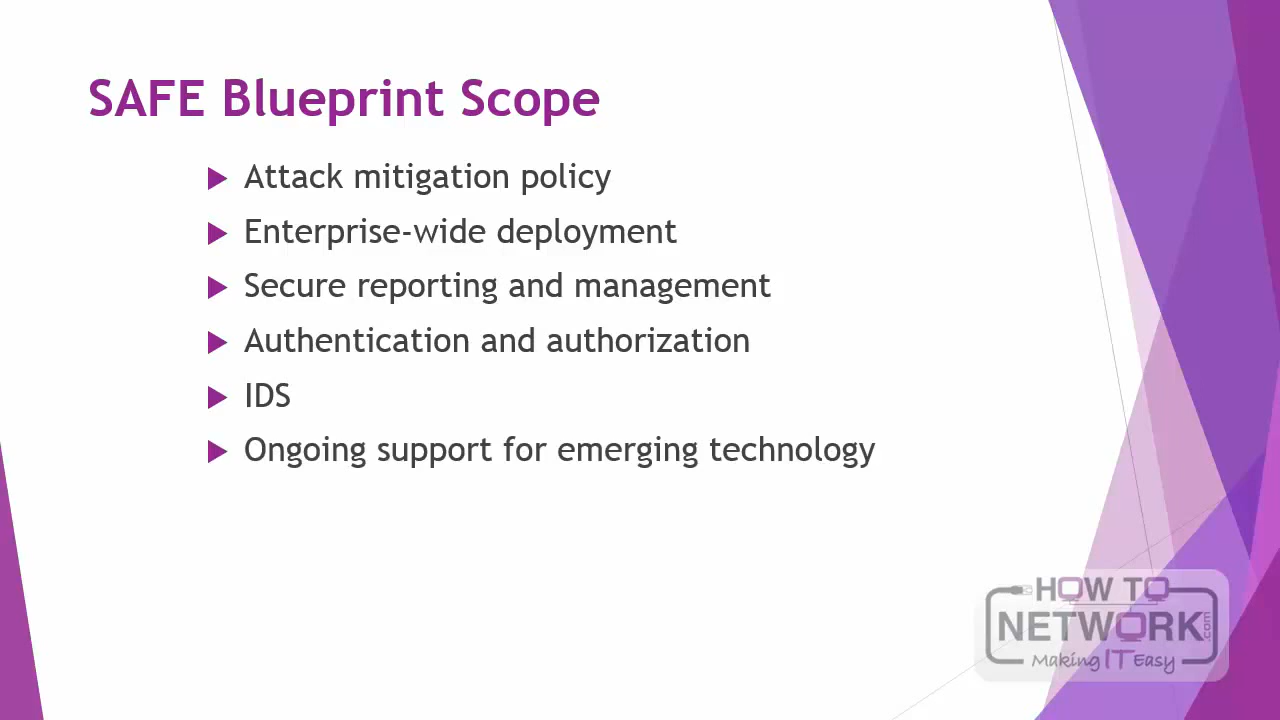 SAFE Blueprint Scope
Attack mitigation policy
Enterprise-wide deployment
Secure reporting and management
Authentication and authorization
IDS
Ongoing support for emerging technology
HOW TO
NETWORK.com
Making IT Easy